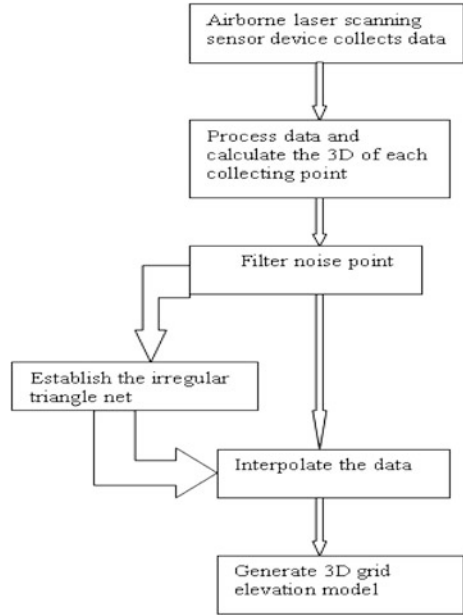 Airborne laser scanning
sensor device collects data
Process data and
calculate the 3D of each
collecting point
Filter noise point
Establish the irregular
triangle net
Interpolate the data
Generate 3D grid
elevation model